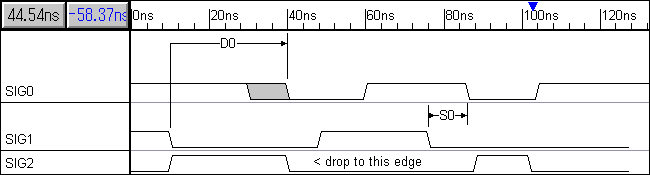 44.54ns -58.37ns 0ns 20ns 40ns 60ns 80ns 100ns 120ns
D0
SIG0
S0
SIG1
SIG2 < drop to this edge